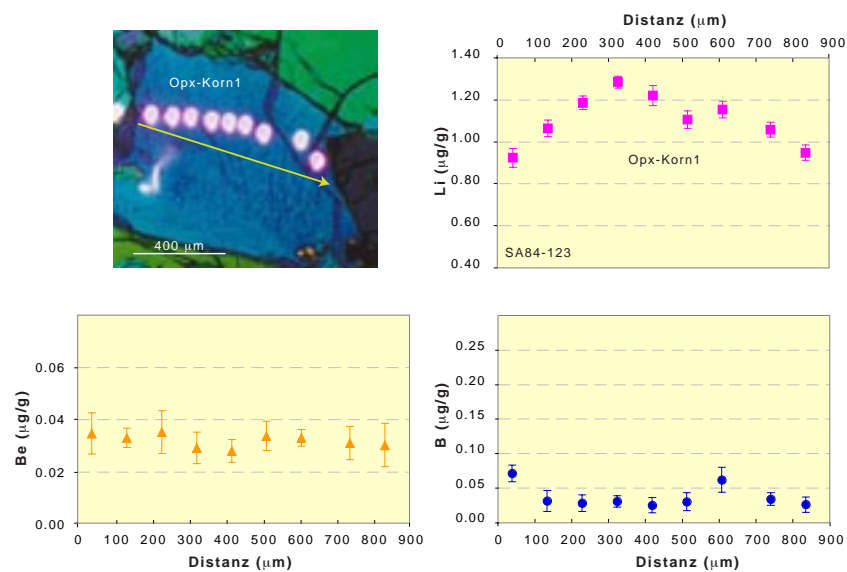 Opx-Korn1
400 μm
Distanz (μm)
0 100 200 300 400 500 600 700 800 900
Li (μg/g)
1.40
1.20
1.00
0.80
0.60
0.40
Opx-Korn1
SA84-123
Be (μg/g)
0.06
0.04
0.02
0.00
0 100 200 300 400 500 600 700 800 900
Distanz (μm)
B (μg/g)
0.25
0.20
0.15
0.10
0.05
0.00
0 100 200 300 400 500 600 700 800 900
Distanz (μm)